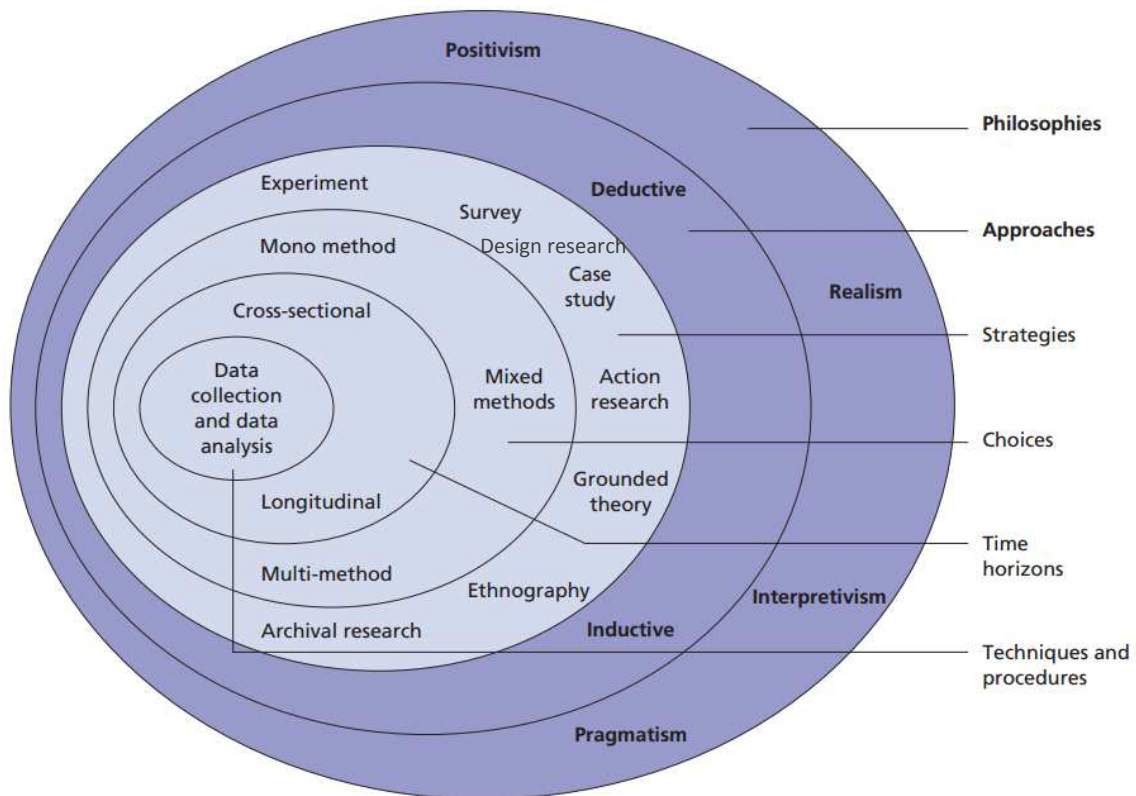 Positivism
Philosophies
Experiment
Deductive
Survey
Approaches
Mono method
Design research
Case
study
Realism
Cross-sectional
Strategies
Data
collection
and data
analysis
Mixed
methods
Action
research
Choices
Grounded
theory
Longitudinal
Time
horizons
Multi-method
Ethnography
Interpretivism
Archival research
Inductive
Techniques and
procedures
Pragmatism